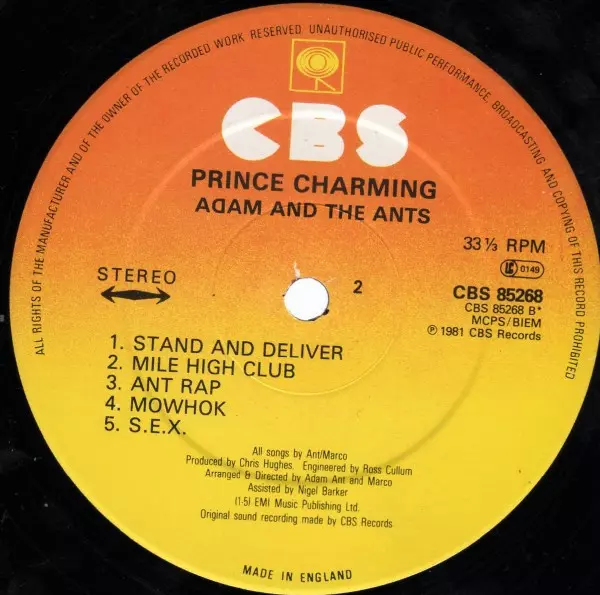 ALL RIGHTS OF THE MANUFACTURER AND OF THE OWNER OF THE RECORDED WORK RESERVED UNAUTHORISED PUBLIC PERFORMANCE, BROADCASTING AND COPYING OF THIS RECORD PROHIBITED
CBS
PRINCE CHARMING
ADAM AND THE ANTS
33⅓ RPM
LC 0149
STEREO
2
CBS 85268
CBS 85268 B*
MCPS/BIEM
℗ 1981 CBS Records
1. STAND AND DELIVER
2. MILE HIGH CLUB
3. ANT RAP
4. MOWHOK
5. S.E.X.
All songs by Ant/Marco
Produced by Chris Hughes. Engineered by Ross Cullum
Arranged & Directed by Adam Ant and Marco
Assisted by Nigel Barker
(1-5) EMI Music Publishing Ltd.
Original sound recording made by CBS Records
MADE IN ENGLAND